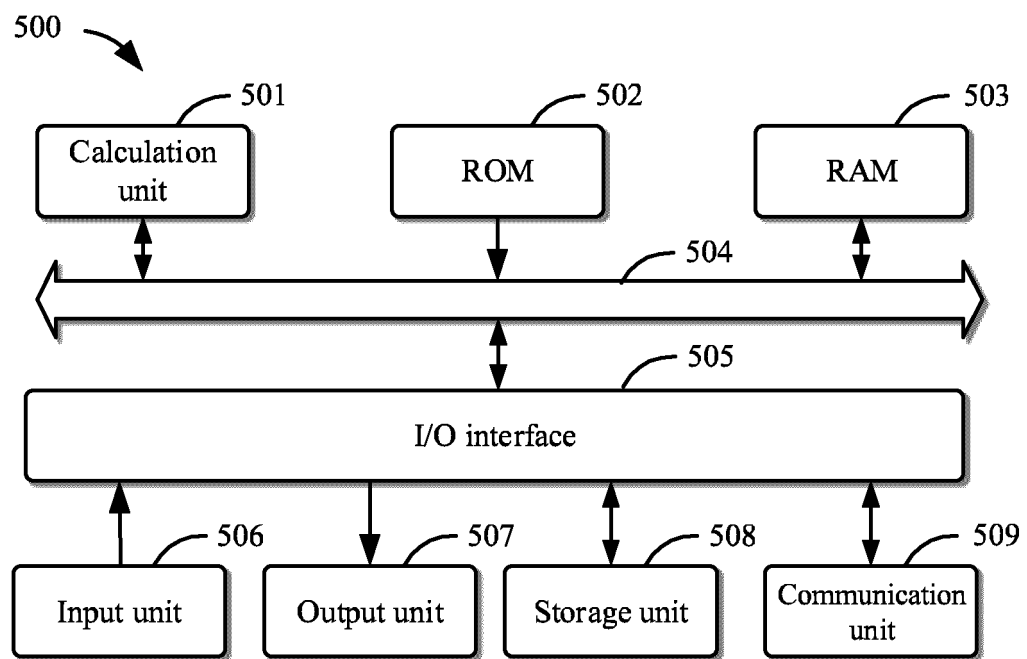 500
501
502
503
Calculation
unit
ROM
RAM
504
505
I/O interface
506
507
508
509
Input unit
Output unit
Storage unit
Communication
unit